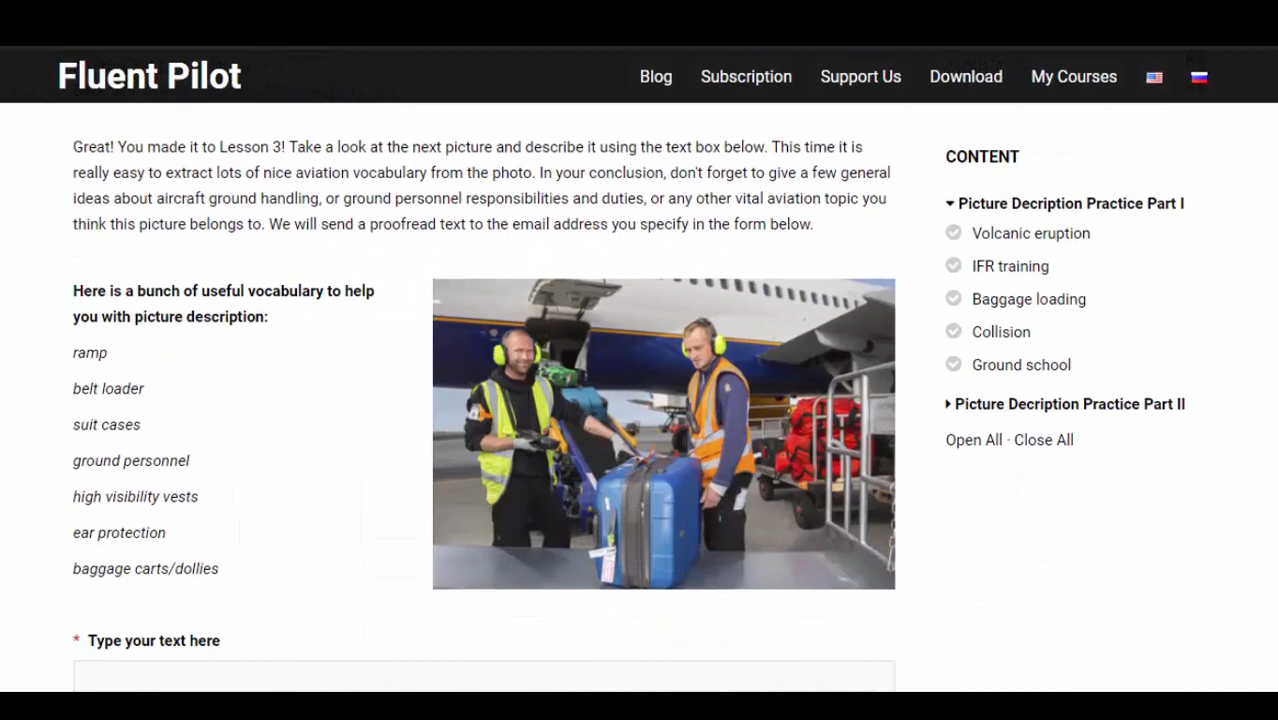 Fluent Pilot
Blog Subscription Support Us Download My Courses
Great! You made it to Lesson 3! Take a look at the next picture and describe it using the text box below. This time it is
really easy to extract lots of nice aviation vocabulary from the photo. In your conclusion, don't forget to give a few general
ideas about aircraft ground handling, or ground personnel responsibilities and duties, or any other vital aviation topic you
think this picture belongs to. We will send a proofread text to the email address you specify in the form below.
Here is a bunch of useful vocabulary to help
you with picture description:
ramp
belt loader
suit cases
ground personnel
high visibility vests
ear protection
baggage carts/dollies
* Type your text here
CONTENT
Picture Decription Practice Part I
Volcanic eruption
IFR training
Baggage loading
Collision
Ground school
Picture Decription Practice Part II
Open All · Close All